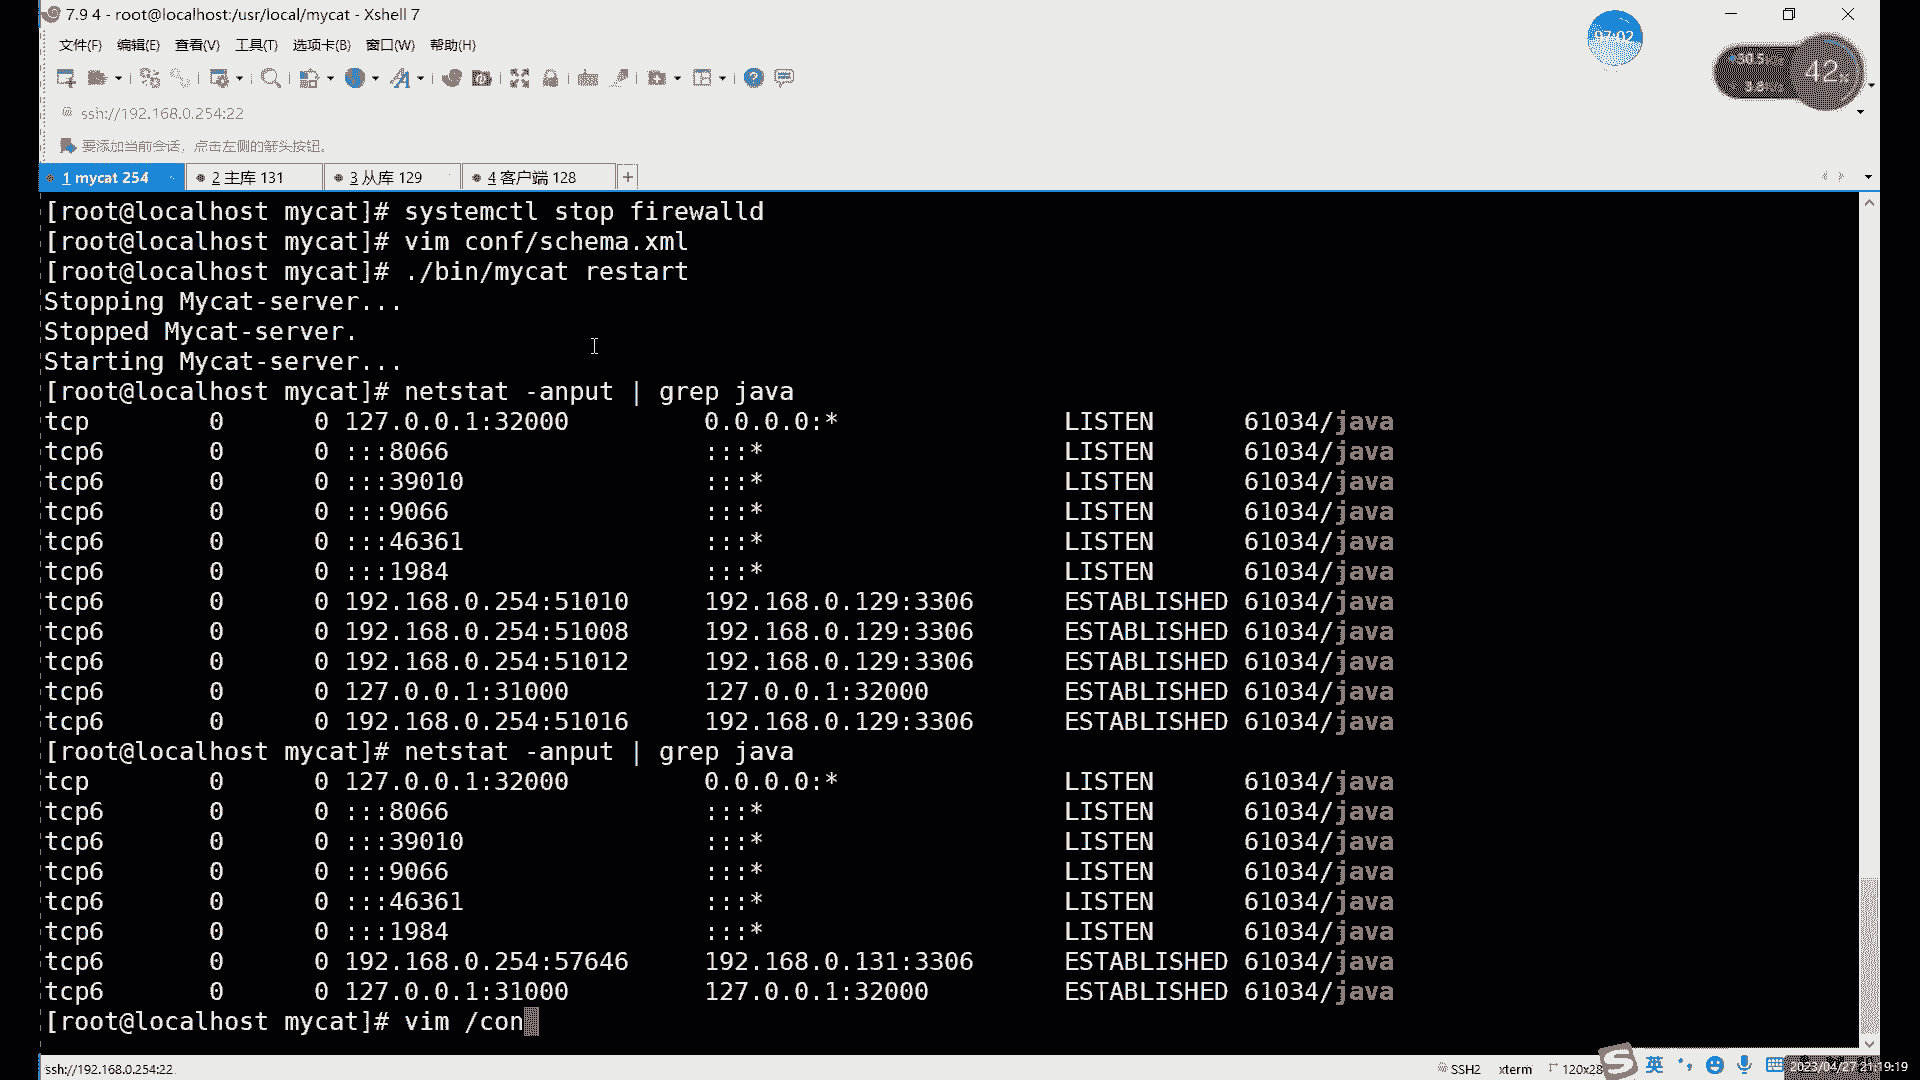 7.9 4 - root@localhost:/usr/local/mycat - Xshell 7
文件(F) 编辑(E) 查看(V) 工具(T) 选项卡(B) 窗口(W) 帮助(H)
ssh://192.168.0.254:22
要添加当前会话，点击左侧的箭头按钮。
1 mycat 254 2 主库 131 3 从库 129 4 客户端 128 +
[root@localhost mycat]# systemctl stop firewalld
[root@localhost mycat]# vim conf/schema.xml
[root@localhost mycat]# ./bin/mycat restart
Stopping Mycat-server...
Stopped Mycat-server.
Starting Mycat-server...
[root@localhost mycat]# netstat -anput | grep java
tcp 0 0 127.0.0.1:32000 0.0.0.0:* LISTEN 61034/java
tcp6 0 0 :::8066 :::* LISTEN 61034/java
tcp6 0 0 :::39010 :::* LISTEN 61034/java
tcp6 0 0 :::9066 :::* LISTEN 61034/java
tcp6 0 0 :::46361 :::* LISTEN 61034/java
tcp6 0 0 :::1984 :::* LISTEN 61034/java
tcp6 0 0 192.168.0.254:51010 192.168.0.129:3306 ESTABLISHED 61034/java
tcp6 0 0 192.168.0.254:51008 192.168.0.129:3306 ESTABLISHED 61034/java
tcp6 0 0 192.168.0.254:51012 192.168.0.129:3306 ESTABLISHED 61034/java
tcp6 0 0 127.0.0.1:31000 127.0.0.1:32000 ESTABLISHED 61034/java
tcp6 0 0 192.168.0.254:51016 192.168.0.129:3306 ESTABLISHED 61034/java
[root@localhost mycat]# netstat -anput | grep java
tcp 0 0 127.0.0.1:32000 0.0.0.0:* LISTEN 61034/java
tcp6 0 0 :::8066 :::* LISTEN 61034/java
tcp6 0 0 :::39010 :::* LISTEN 61034/java
tcp6 0 0 :::9066 :::* LISTEN 61034/java
tcp6 0 0 :::46361 :::* LISTEN 61034/java
tcp6 0 0 :::1984 :::* LISTEN 61034/java
tcp6 0 0 192.168.0.254:57646 192.168.0.131:3306 ESTABLISHED 61034/java
tcp6 0 0 127.0.0.1:31000 127.0.0.1:32000 ESTABLISHED 61034/java
[root@localhost mycat]# vim /con
ssh://192.168.0.254:22 SSH2 xterm 120x28 英 2023/04/27 21:19:19